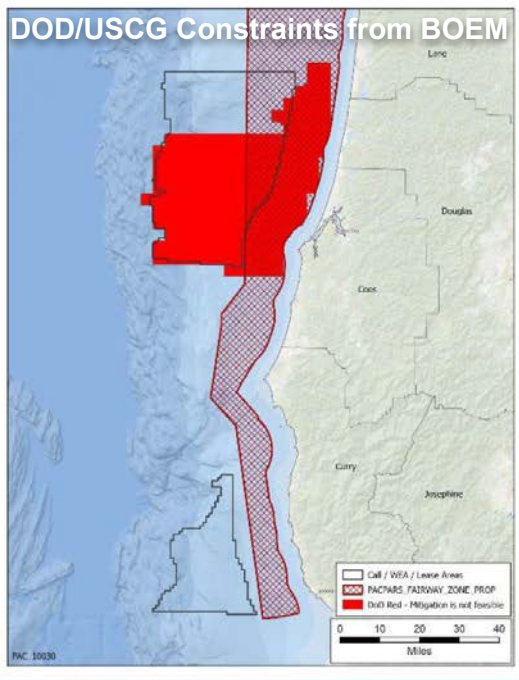 DOD/USCG Constraints from BOEM
Lane
Douglas
Coos
Curry
Josephine
Call / WEA / Lease Areas
PACPARS_FAIRWAY_ZONE_PROP
DoD Red - Mitigation is not feasible
0 10 20 30 40
Miles
PAC 10030